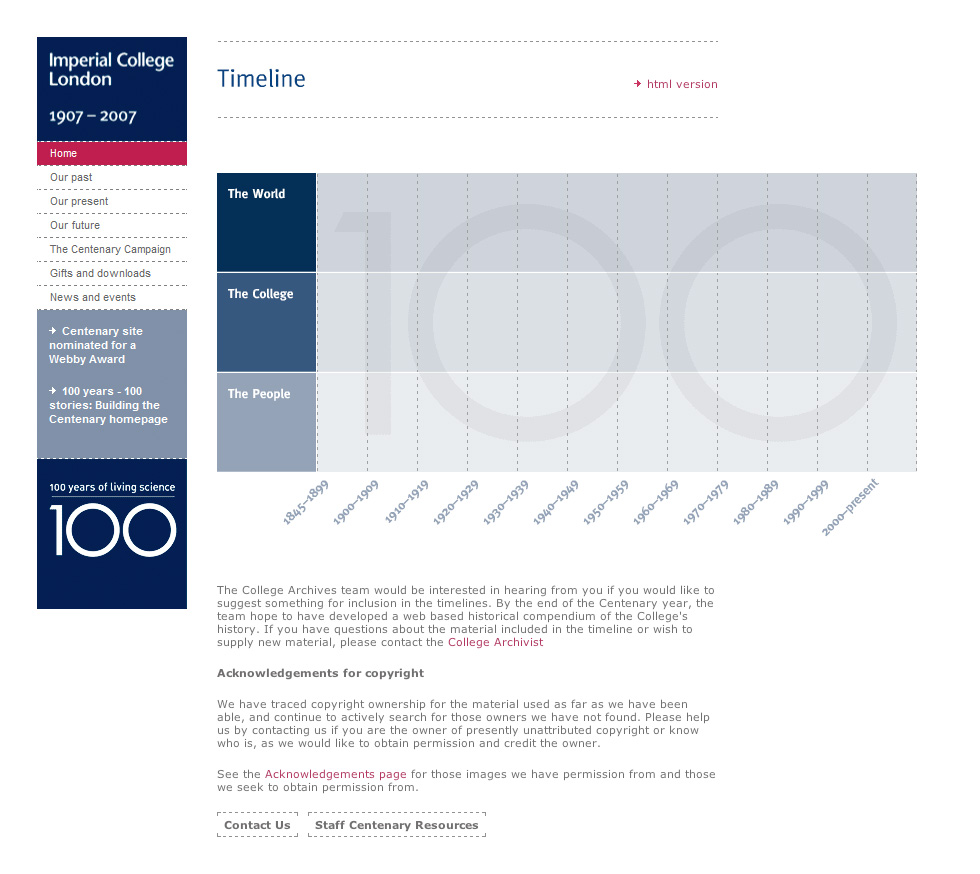 Imperial College
London
1907 – 2007
Home
Our past
Our present
Our future
The Centenary Campaign
Gifts and downloads
News and events
Centenary site
nominated for a
Webby Award
100 years - 100
stories: Building the
Centenary homepage
100 years of living science
100
Timeline
html version
The World
The College
The People
100
1845–1899
1900–1909
1910–1919
1920–1929
1930–1939
1940–1949
1950–1959
1960–1969
1970–1979
1980–1989
1990–1999
2000–present
The College Archives team would be interested in hearing from you if you would like to
suggest something for inclusion in the timelines. By the end of the Centenary year, the
team hope to have developed a web based historical compendium of the College's
history. If you have questions about the material included in the timeline or wish to
supply new material, please contact the College Archivist
Acknowledgements for copyright
We have traced copyright ownership for the material used as far as we have been
able, and continue to actively search for those owners we have not found. Please help
us by contacting us if you are the owner of presently unattributed copyright or know
who is, as we would like to obtain permission and credit the owner.
See the Acknowledgements page for those images we have permission from and those
we seek to obtain permission from.
Contact Us
Staff Centenary Resources